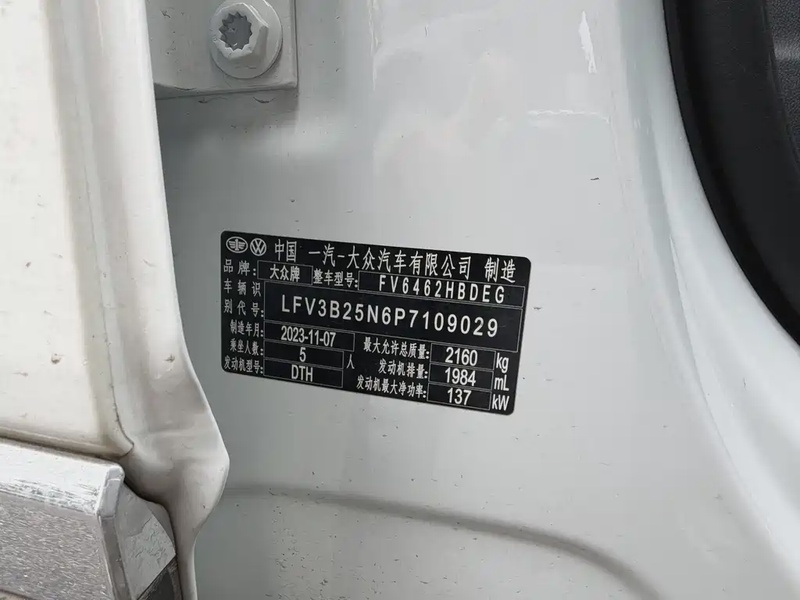 中国 一汽-大众汽车有限公司 制造
品牌: 大众牌 整车型号: FV6462HBDEG
车辆识别代号: LFV3B25N6P7109029
制造年月: 2023-11-07 最大允许总质量: 2160 kg
乘坐人数: 5 人 发动机排量: 1984 mL
发动机型号: DTH 发动机最大净功率: 137 kW